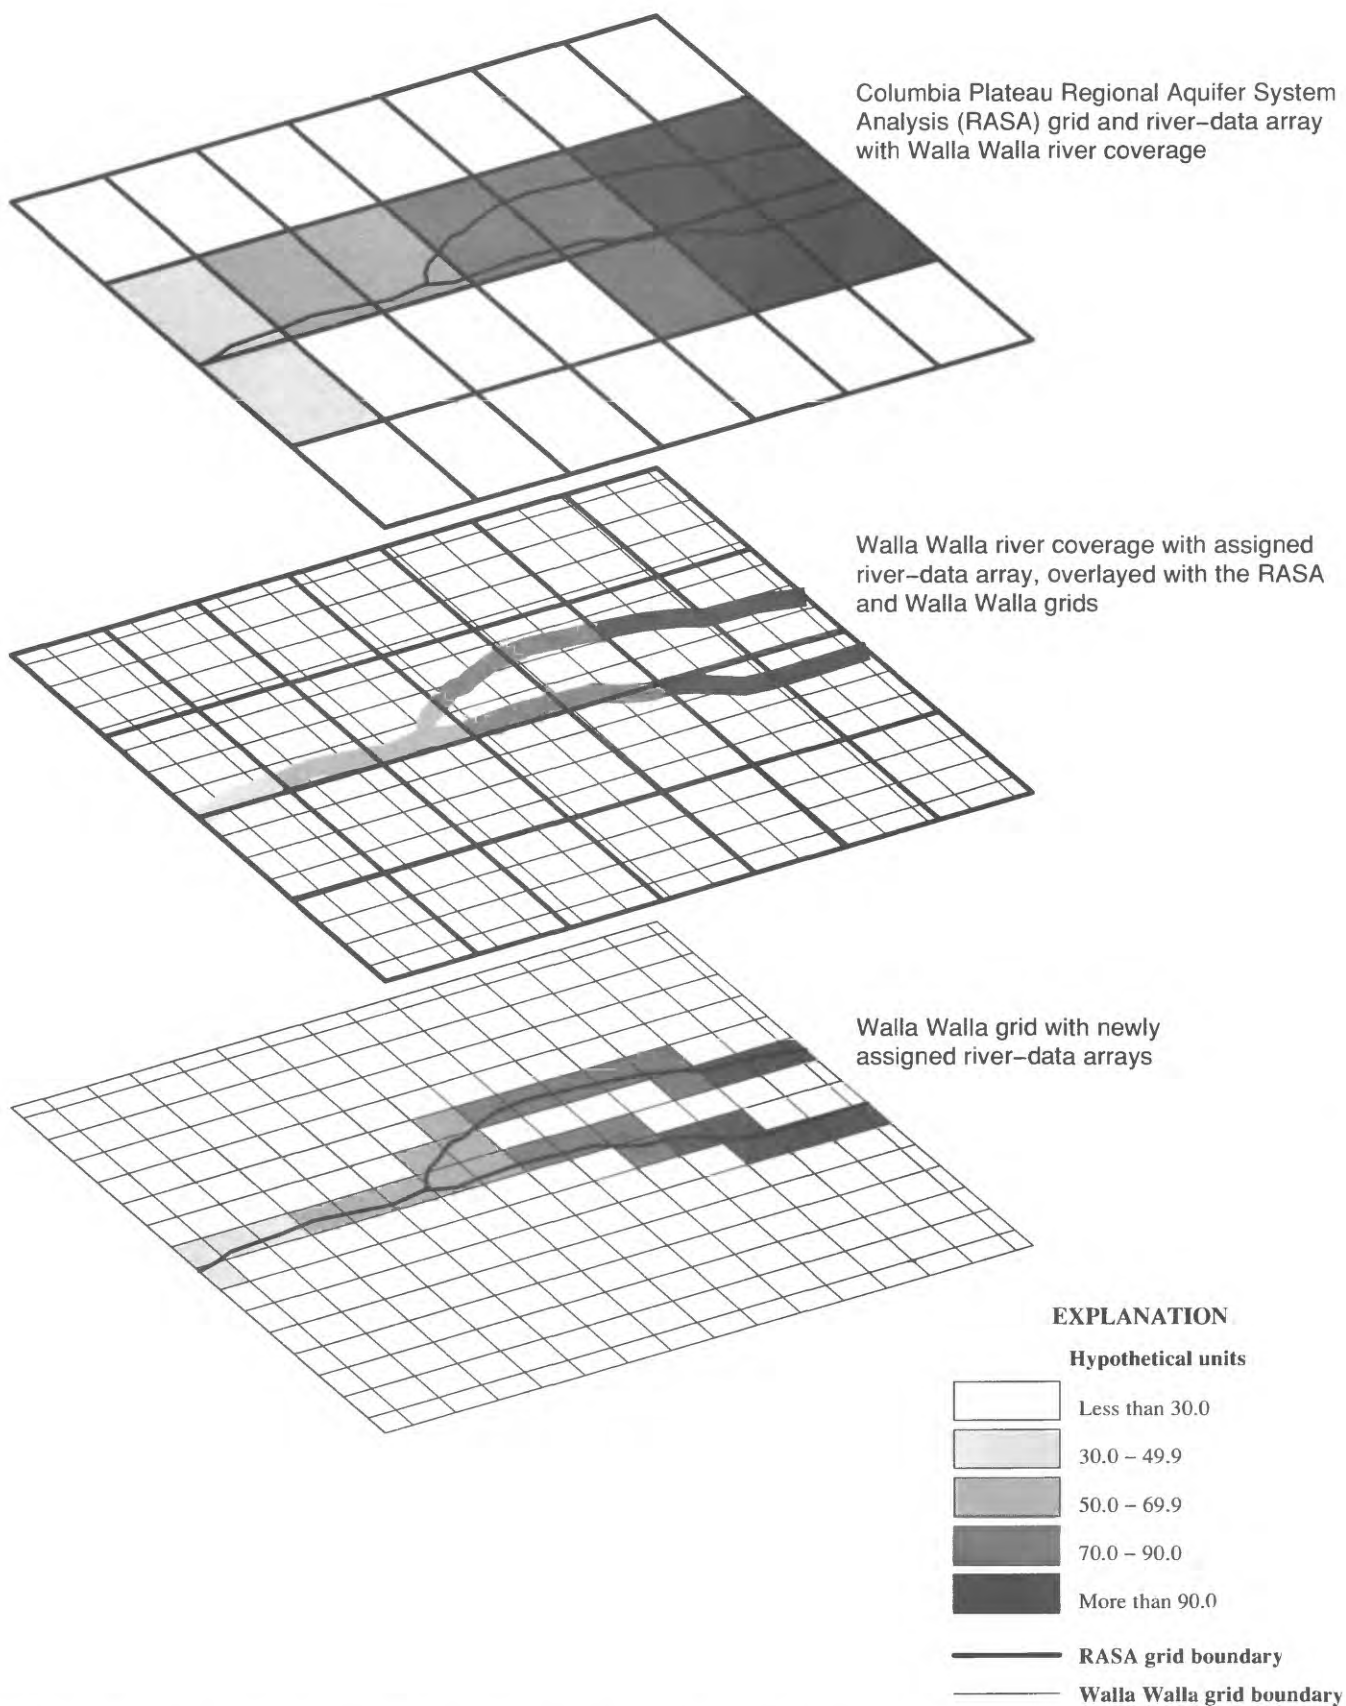 Columbia Plateau Regional Aquifer System
Analysis (RASA) grid and river–data array
with Walla Walla river coverage
Walla Walla river coverage with assigned
river–data array, overlayed with the RASA
and Walla Walla grids
Walla Walla grid with newly
assigned river–data arrays
EXPLANATION
Hypothetical units
Less than 30.0
30.0 – 49.9
50.0 – 69.9
70.0 – 90.0
More than 90.0
RASA grid boundary
Walla Walla grid boundary